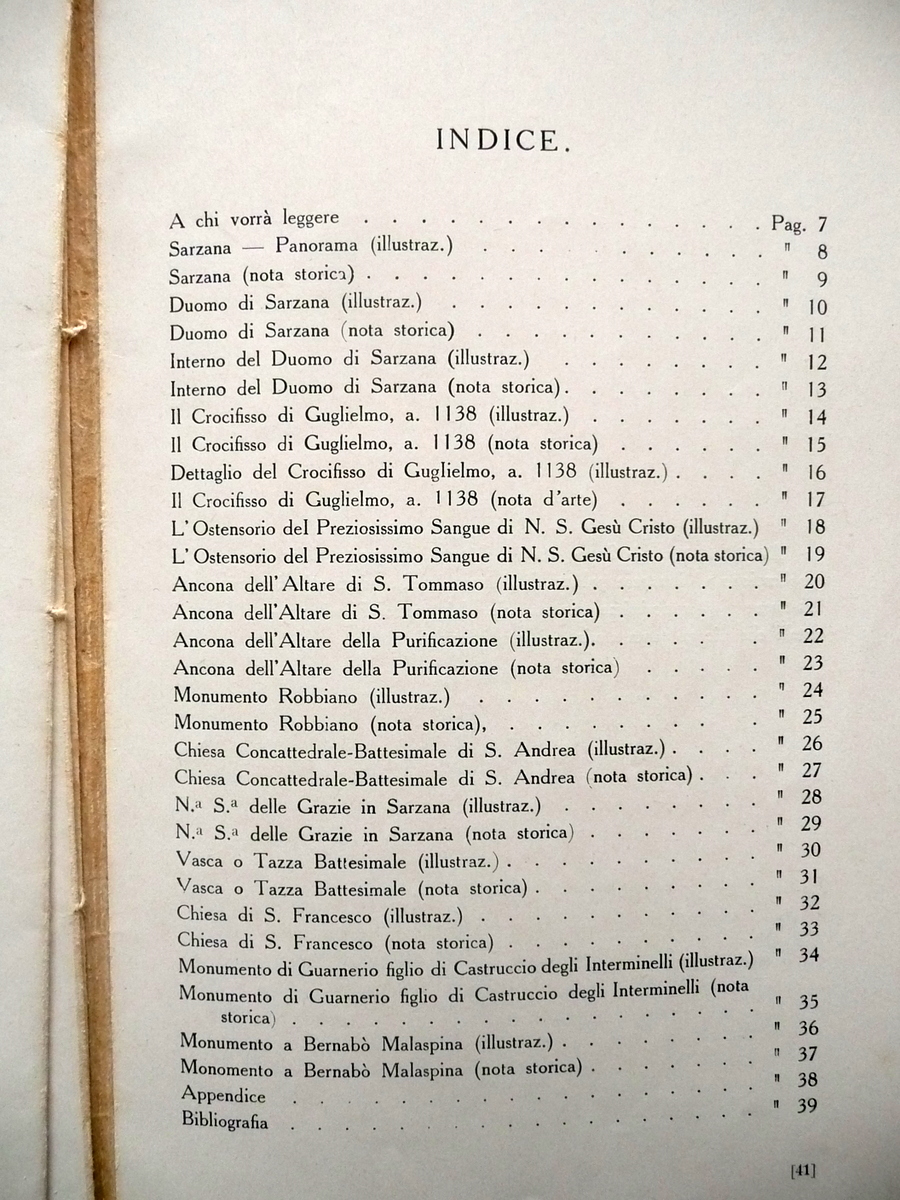 INDICE.
A chi vorrà leggere . . . . . . . . . . . . . . Pag. 7
Sarzana — Panorama (illustraz.) . . . . . . . . . . " 8
Sarzana (nota storica) . . . . . . . . . . . . . . " 9
Duomo di Sarzana (illustraz.) . . . . . . . . . . . " 10
Duomo di Sarzana (nota storica) . . . . . . . . . . " 11
Interno del Duomo di Sarzana (illustraz.) . . . . . . . " 12
Interno del Duomo di Sarzana (nota storica) . . . . . . . " 13
Il Crocifisso di Guglielmo, a. 1138 (illustraz.) . . . . . . " 14
Il Crocifisso di Guglielmo, a. 1138 (nota storica) . . . . . " 15
Dettaglio del Crocifisso di Guglielmo, a. 1138 (illustraz.) . . . . " 16
Il Crocifisso di Guglielmo, a. 1138 (nota d'arte) . . . . . " 17
L'Ostensorio del Preziosissimo Sangue di N. S. Gesù Cristo (illustraz.) " 18
L'Ostensorio del Preziosissimo Sangue di N. S. Gesù Cristo (nota storica) " 19
Ancona dell'Altare di S. Tommaso (illustraz.) . . . . . . . " 20
Ancona dell'Altare di S. Tommaso (nota storica) . . . . . . " 21
Ancona dell'Altare della Purificazione (illustraz.). . . . . . " 22
Ancona dell'Altare della Purificazione (nota storica) . . . . . " 23
Monumento Robbiano (illustraz.) . . . . . . . . . . " 24
Monumento Robbiano (nota storica), . . . . . . . . . " 25
Chiesa Concattedrale-Battesimale di S. Andrea (illustraz.) . . . . " 26
Chiesa Concattedrale-Battesimale di S. Andrea (nota storica) . . . " 27
N.ª S.ª delle Grazie in Sarzana (illustraz.) . . . . . . . . " 28
N.ª S.ª delle Grazie in Sarzana (nota storica) . . . . . . . " 29
Vasca o Tazza Battesimale (illustraz.) . . . . . . . . . . " 30
Vasca o Tazza Battesimale (nota storica) . . . . . . . . . " 31
Chiesa di S. Francesco (illustraz.) . . . . . . . . . . " 32
Chiesa di S. Francesco (nota storica) . . . . . . . . . . " 33
Monumento di Guarnerio figlio di Castruccio degli Interminelli (illustraz.) " 34
Monumento di Guarnerio figlio di Castruccio degli Interminelli (nota
storica) . . . . . . . . . . . . . . . . . . " 35
Monumento a Bernabò Malaspina (illustraz.) . . . . . . . . " 36
Monomento a Bernabò Malaspina (nota storica) . . . . . . . " 37
Appendice . . . . . . . . . . . . . . . . . " 38
Bibliografia . . . . . . . . . . . . . . . . . " 39
[41]